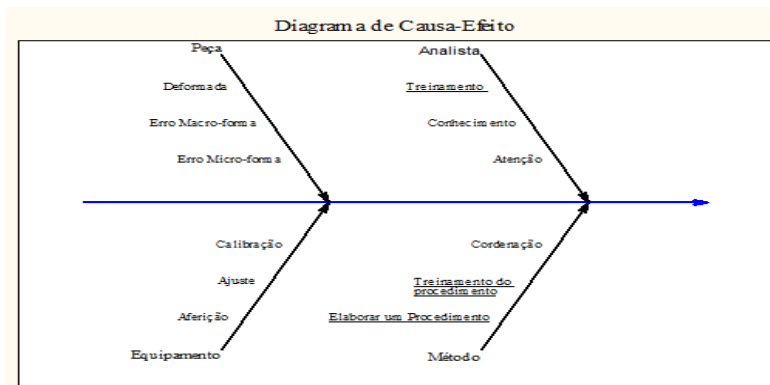 Diagrama de Causa-Efeito
Peça
Deformada
Erro Macro-forma
Erro Micro-forma
Analista
Treinamento
Conhecimento
Atenção
Calibração
Ajuste
Aferição
Equipamento
Cordenação
Treinamento do
procedimento
Elaborar um Procedimento
Método